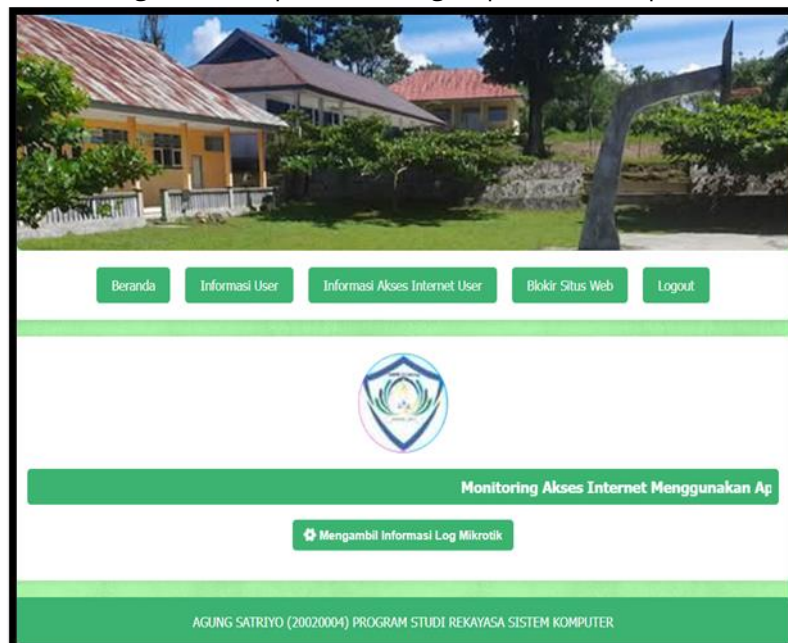 Beranda
Informasi User
Informasi Akses Internet User
Blokir Situs Web
Logout
Monitoring Akses Internet Menggunakan Ap
Mengambil Informasi Log Mikrotik
AGUNG SATRIYO (20020004) PROGRAM STUDI REKAYASA SISTEM KOMPUTER